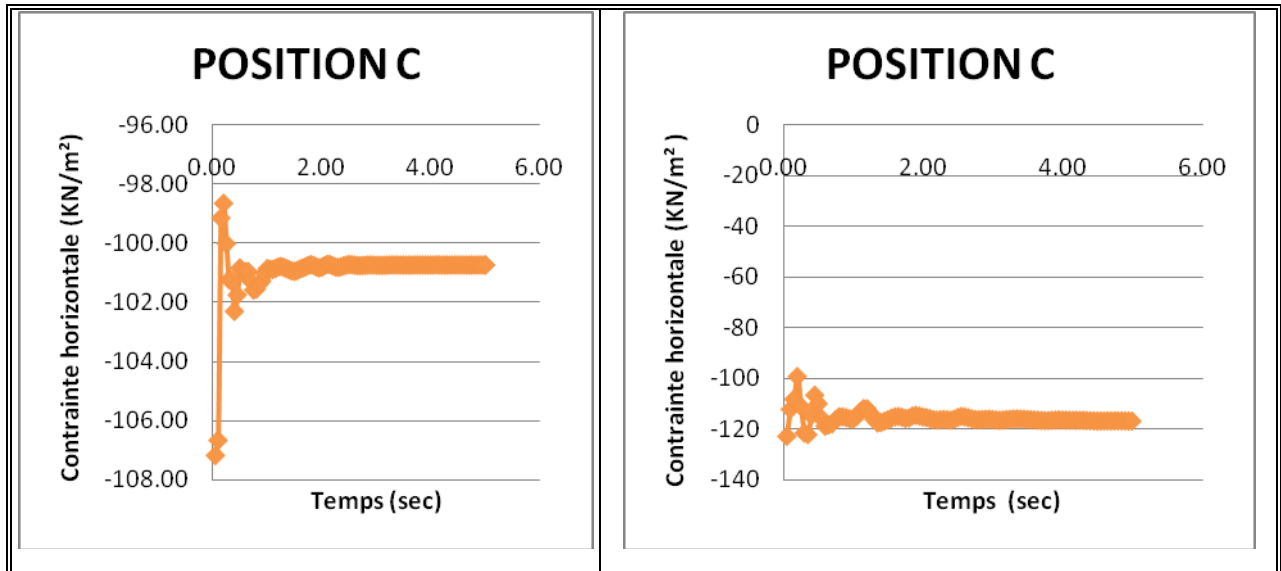 POSITION C
-96.00
0.00 2.00 4.00 6.00
-98.00
-100.00
-102.00
-104.00
-106.00
-108.00
Contrainte horizontale (KN/m²)
Temps (sec)
POSITION C
0
0.00 2.00 4.00 6.00
-20
-40
-60
-80
-100
-120
-140
Contrainte horizontale (KN/m² )
Temps (sec)